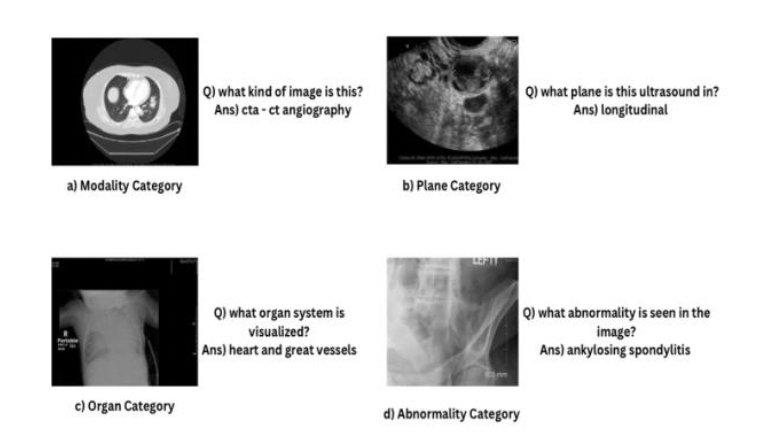 Q) what kind of image is this?
Ans) cta - ct angiography
a) Modality Category
Q) what plane is this ultrasound in?
Ans) longitudinal
b) Plane Category
R
Portable
Q) what organ system is
visualized?
Ans) heart and great vessels
c) Organ Category
LEFT
Q) what abnormality is seen in the
image?
Ans) ankylosing spondylitis
d) Abnormality Category